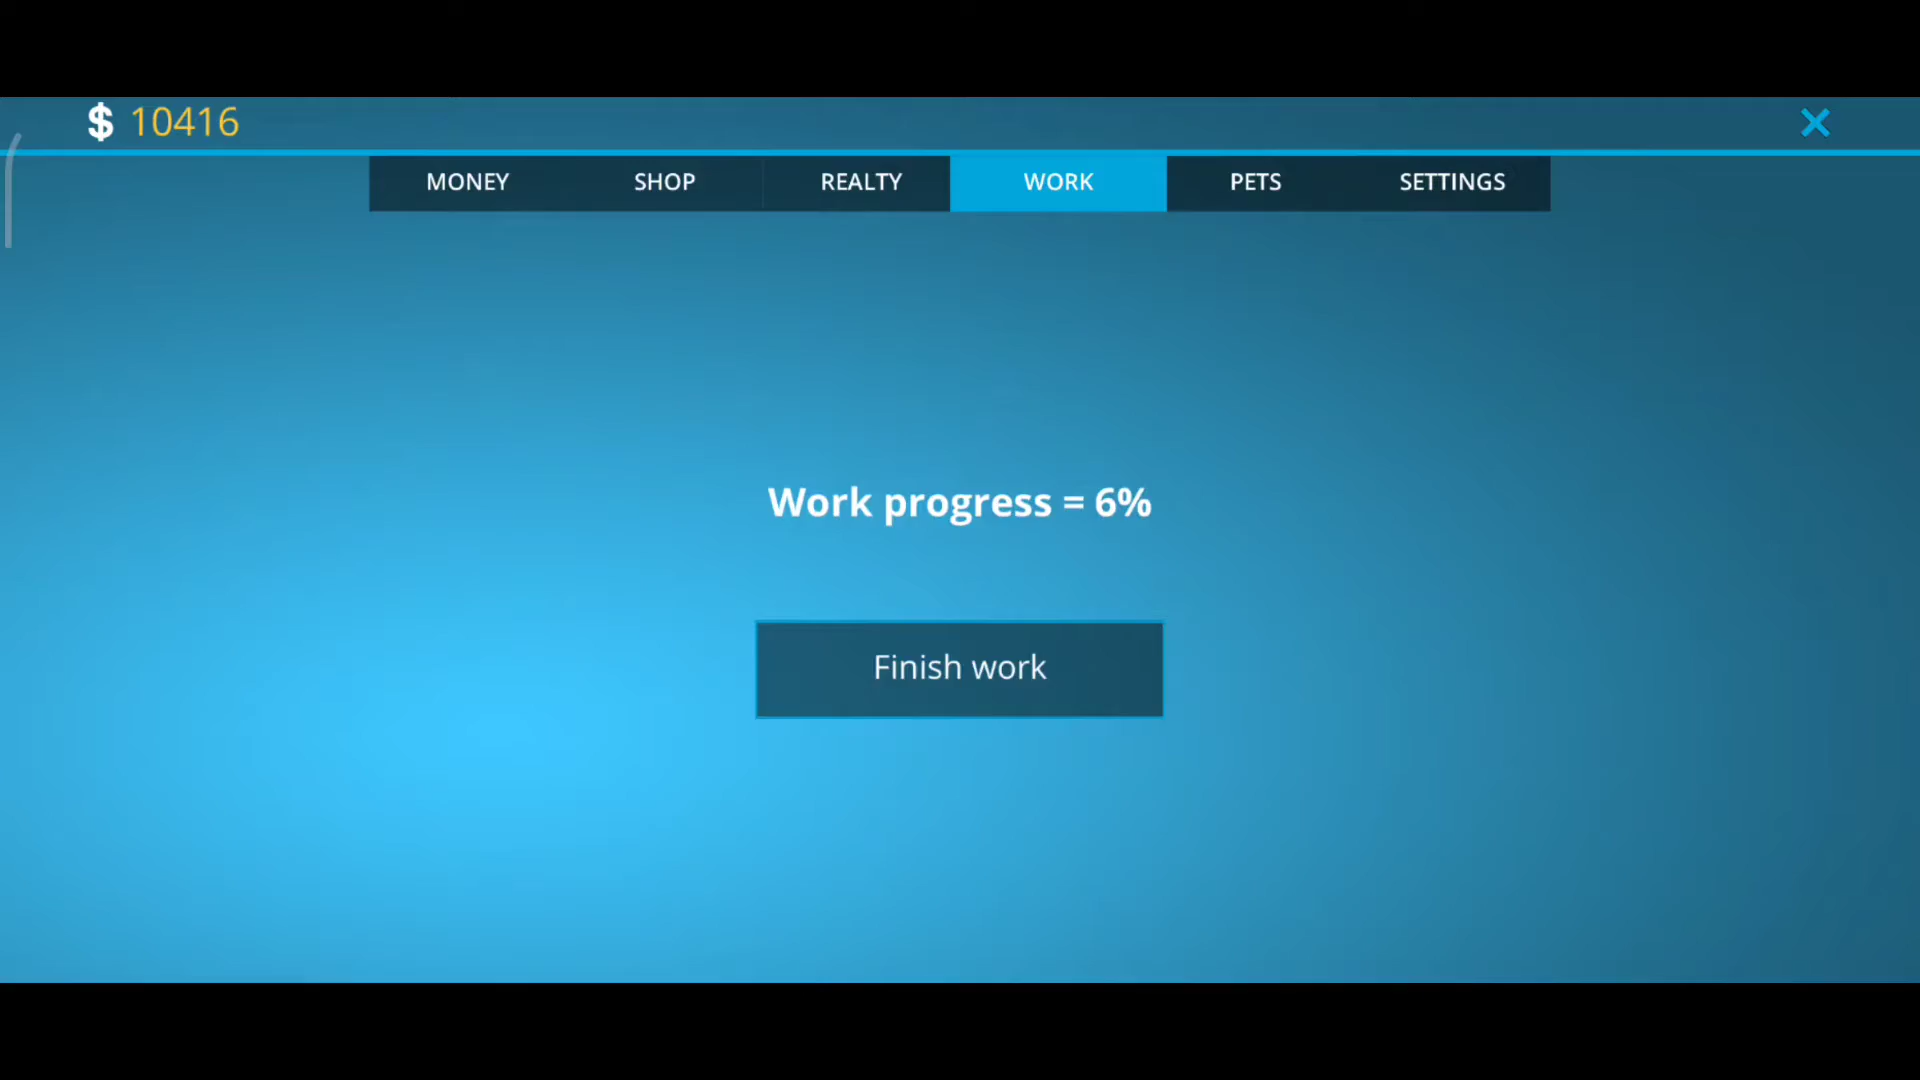 $ 10416
MONEY SHOP REALTY WORK PETS SETTINGS
Work progress = 6%
Finish work